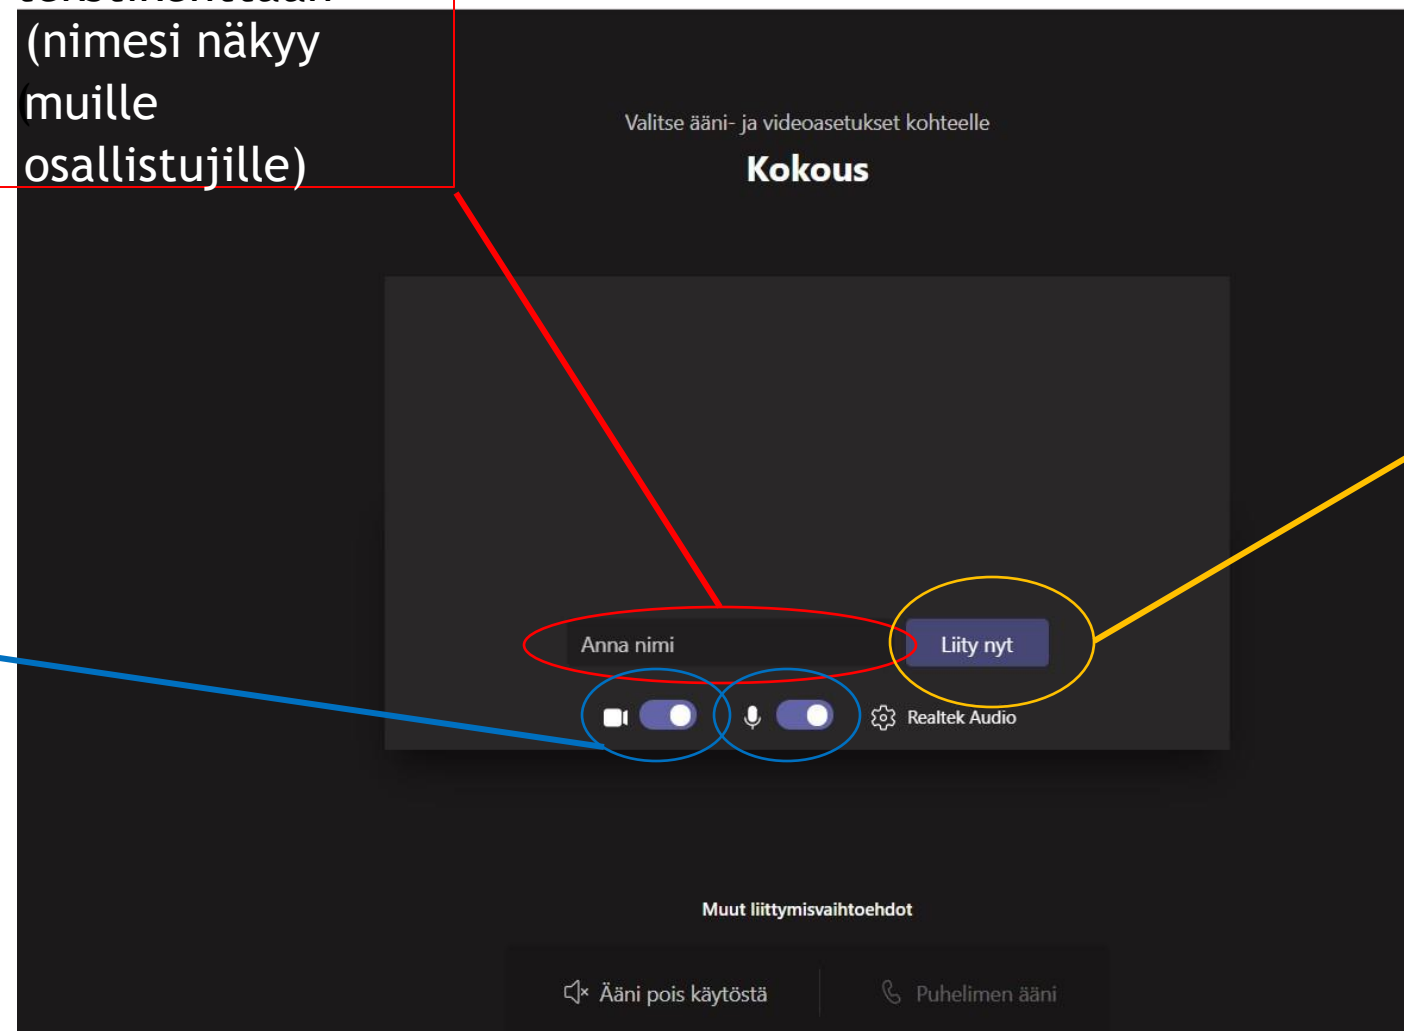 (nimesi näkyy
muille
osallistujille)
Valitse ääni- ja videoasetukset kohteelle
Kokous
Anna nimi
Liity nyt
Realtek Audio
Muut liittymisvaihtoehdot
Ääni pois käytöstä
Puhelimen ääni